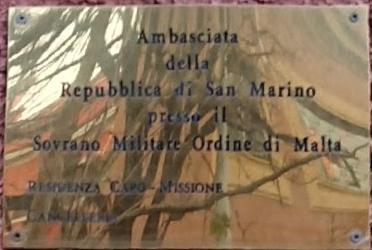 Ambasciata
della
Repubblica di San Marino
presso il
Sovrano Militare Ordine di Malta
Residenza Capo-Missione
Cancelleria